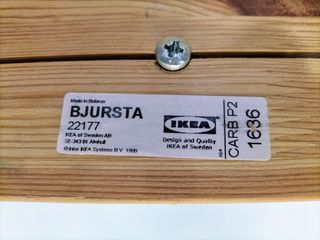 Made in Belarus
BJURSTA
22177
IKEA of Sweden AB
SE-343 81 Älmhult
© Inter IKEA Systems B.V. 1999
IKEA
Design and Quality
IKEA of Sweden
CARB P2
1636